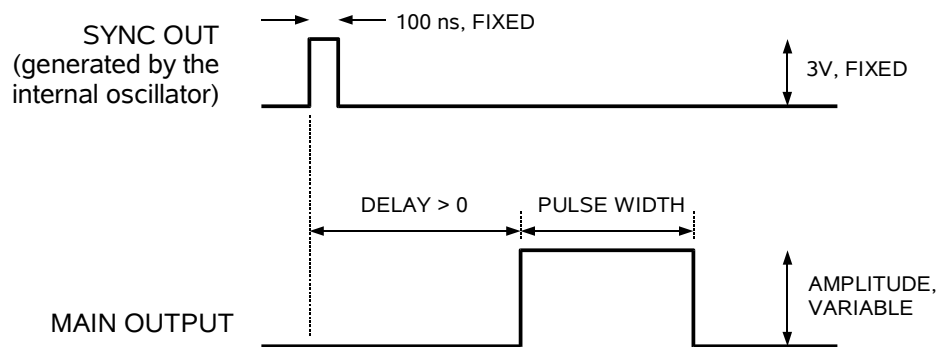 100 ns, FIXED
SYNC OUT
(generated by the
internal oscillator)
3V, FIXED
DELAY > 0
PULSE WIDTH
AMPLITUDE,
VARIABLE
MAIN OUTPUT